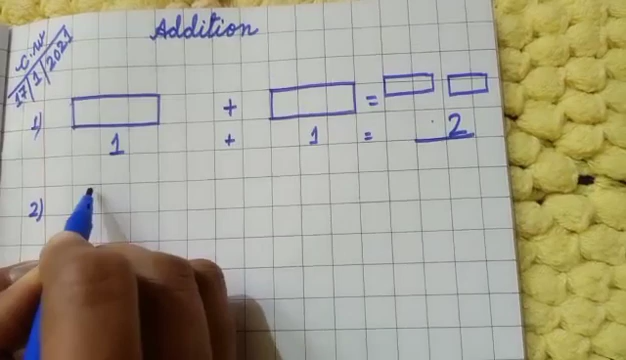 Addition
C.W
17/1/2021
1) + =
1 + 1 = 2
2)